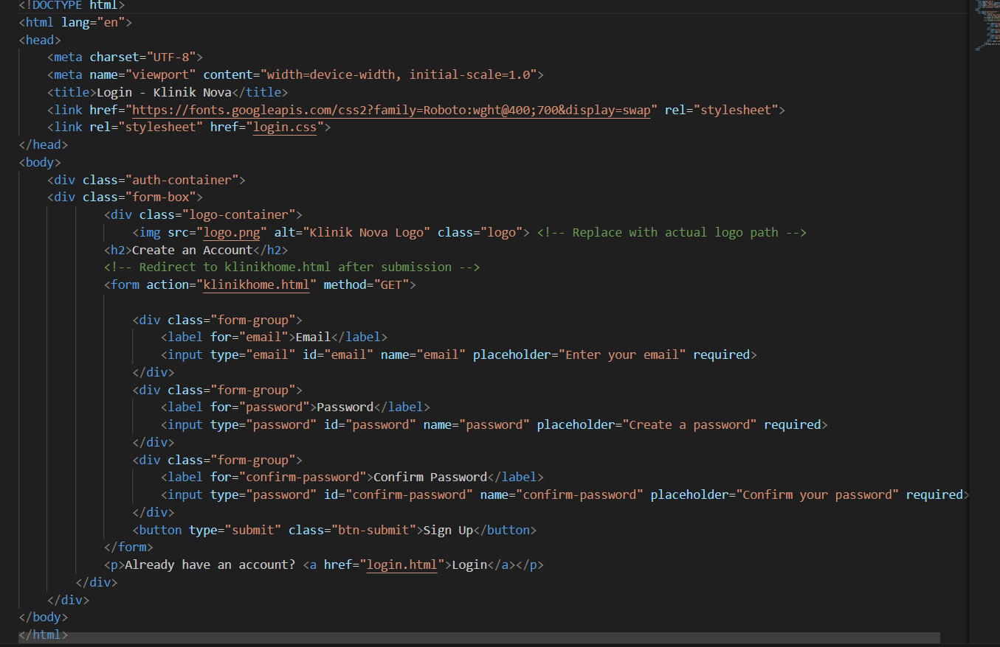 <!DOCTYPE html>
<html lang="en">
<head>
    <meta charset="UTF-8">
    <meta name="viewport" content="width=device-width, initial-scale=1.0">
    <title>Login - Klinik Nova</title>
    <link href="https://fonts.googleapis.com/css2?family=Roboto:wght@400;700&display=swap" rel="stylesheet">
    <link rel="stylesheet" href="login.css">
</head>
<body>
    <div class="auth-container">
    <div class="form-box">
            <div class="logo-container">
                <img src="logo.png" alt="Klinik Nova Logo" class="logo"> <!-- Replace with actual logo path -->
            <h2>Create an Account</h2>
            <!-- Redirect to klinikhome.html after submission -->
            <form action="klinikhome.html" method="GET">

                <div class="form-group">
                    <label for="email">Email</label>
                    <input type="email" id="email" name="email" placeholder="Enter your email" required>
                </div>
                <div class="form-group">
                    <label for="password">Password</label>
                    <input type="password" id="password" name="password" placeholder="Create a password" required>
                </div>
                <div class="form-group">
                    <label for="confirm-password">Confirm Password</label>
                    <input type="password" id="confirm-password" name="confirm-password" placeholder="Confirm your password" required>
                </div>
                <button type="submit" class="btn-submit">Sign Up</button>
            </form>
            <p>Already have an account? <a href="login.html">Login</a></p>
        </div>
    </div>
</body>
</html>